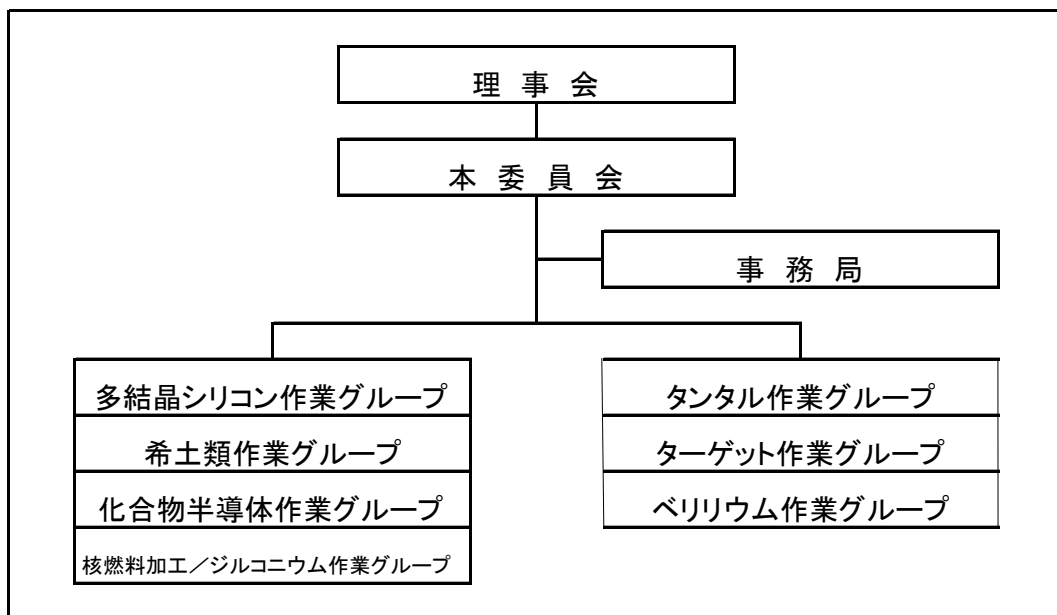 理 事 会
本 委 員 会
事 務 局
多結晶シリコン作業グループ
希土類作業グループ
化合物半導体作業グループ
核燃料加工／ジルコニウム作業グループ
タンタル作業グループ
ターゲット作業グループ
ベリリウム作業グループ